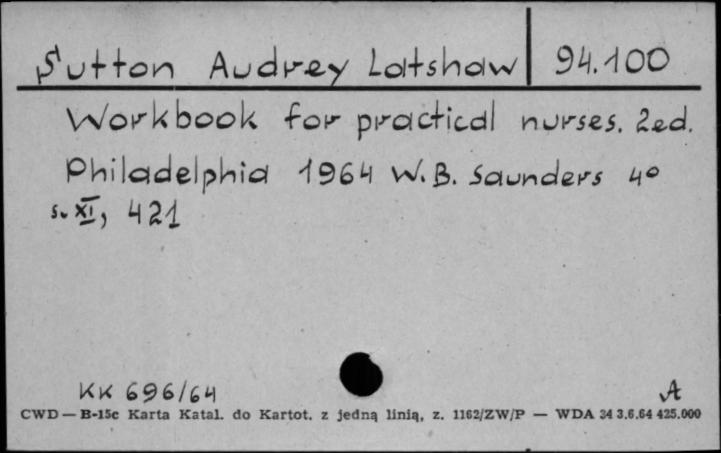 Sutton Audrey Latshaw 94.100
Workbook for practical nurses. 2ed.
Philadelphia 1964 W.B. Saunders 4°
s. XI, 421
KK 696/64 A
CWD — B-15c Karta Katal. do Kartot. z jedną linią, z. 1162/ZW/P — WDA 34 3.6.64 425.000